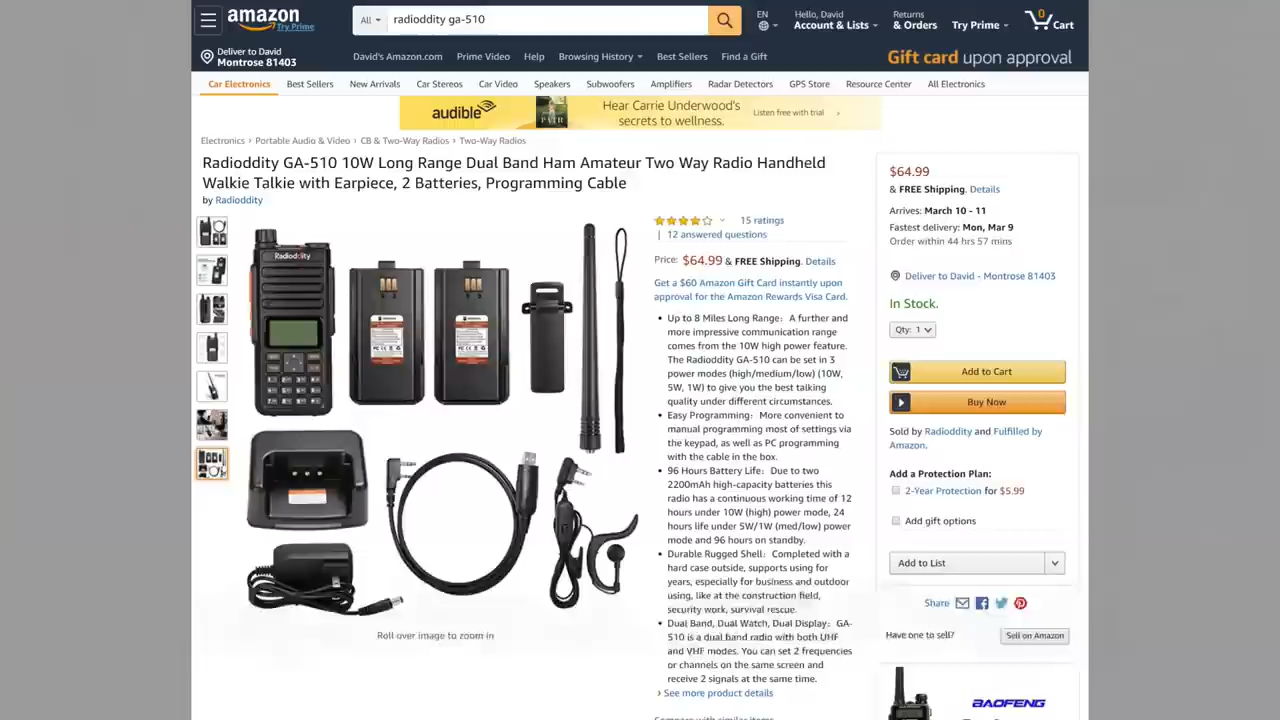 amazon
Try Prime
All
radioddity ga-510
EN
Hello, David
Account & Lists
Returns
& Orders
Try Prime
0
Cart
Deliver to David
Montrose 81403
David's Amazon.com
Prime Video
Help
Browsing History
Best Sellers
Find a Gift
Gift card upon approval
Car Electronics
Best Sellers
New Arrivals
Car Stereos
Car Video
Speakers
Subwoofers
Amplifiers
Radar Detectors
GPS Store
Resource Center
All Electronics
audible
PATH
Hear Carrie Underwood's
secrets to wellness.
Listen free with trial ›
Electronics › Portable Audio & Video › CB & Two-Way Radios › Two-Way Radios
Radioddity GA-510 10W Long Range Dual Band Ham Amateur Two Way Radio Handheld
Walkie Talkie with Earpiece, 2 Batteries, Programming Cable
by Radioddity
Radioddity
Roll over image to zoom in
15 ratings
| 12 answered questions
Price: $64.99 & FREE Shipping. Details
Get a $60 Amazon Gift Card instantly upon
approval for the Amazon Rewards Visa Card.
• Up to 8 Miles Long Range： A further and
more impressive communication range
comes from the 10W high power feature.
The Radioddity GA-510 can be set in 3
power modes (high/medium/low) (10W,
5W, 1W) to give you the best talking
quality under different circumstances.
• Easy Programming： More convenient to
manual programming most of settings via
the keypad, as well as PC programming
with the cable in the box.
• 96 Hours Battery Life： Due to two
2200mAh high-capacity batteries this
radio has a continuous working time of 12
hours under 10W (high) power mode, 24
hours life under 5W/1W (med/low) power
mode and 96 hours on standby.
• Durable Rugged Shell： Completed with a
hard case outside, supports using for
years, especially for business and outdoor
using, like at the construction field,
security work, survival rescue.
• Dual Band, Dual Watch, Dual Display： GA-
510 is a dual band radio with both UHF
and VHF modes. You can set 2 frequencies
or channels on the same screen and
receive 2 signals at the same time.
› See more product details
Compare with similar items
$64.99
& FREE Shipping. Details
Arrives: March 10 - 11
Fastest delivery: Mon, Mar 9
Order within 44 hrs 57 mins
Deliver to David - Montrose 81403
In Stock.
Qty: 1
Add to Cart
Buy Now
Sold by Radioddity and Fulfilled by
Amazon.
Add a Protection Plan:
2-Year Protection for $5.99
Add gift options
Add to List
Share
Have one to sell?
Sell on Amazon
BAOFENG